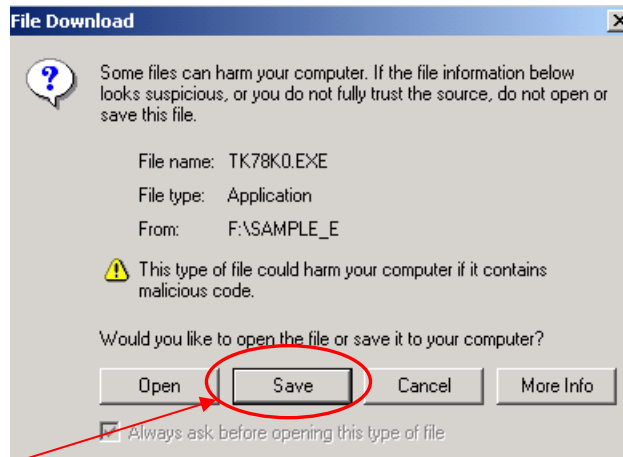 File Download
Some files can harm your computer. If the file information below
looks suspicious, or you do not fully trust the source, do not open or
save this file.
File name: TK78K0.EXE
File type: Application
From: F:\SAMPLE_E
This type of file could harm your computer if it contains
malicious code.
Would you like to open the file or save it to your computer?
Open Save Cancel More Info
Always ask before opening this type of file